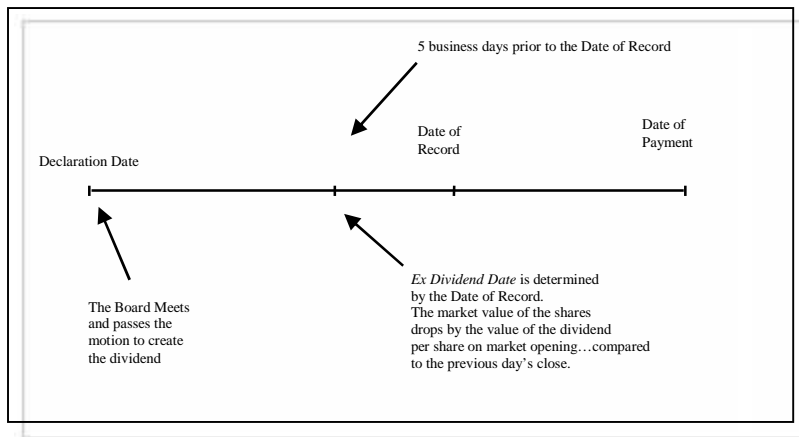 5 business days prior to the Date of Record
Date of
Record
Date of
Payment
Declaration Date
The Board Meets
and passes the
motion to create
the dividend
Ex Dividend Date is determined
by the Date of Record.
The market value of the shares
drops by the value of the dividend
per share on market opening…compared
to the previous day’s close.